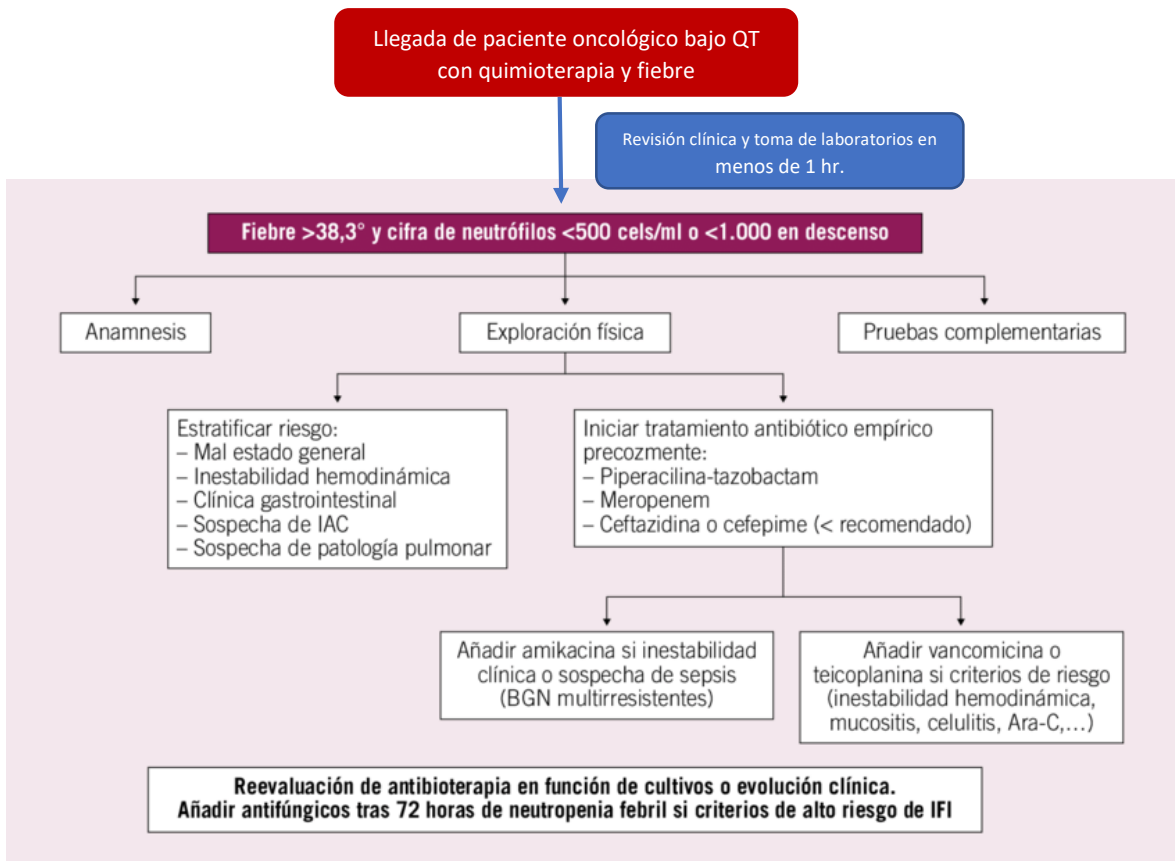 Llegada de paciente oncológico bajo QT
con quimioterapia y fiebre
Revisión clínica y toma de laboratorios en
menos de 1 hr.
Fiebre >38,3° y cifra de neutrófilos <500 cels/ml o <1.000 en descenso
Anamnesis
Exploración física
Pruebas complementarias
Estratificar riesgo:
– Mal estado general
– Inestabilidad hemodinámica
– Clínica gastrointestinal
– Sospecha de IAC
– Sospecha de patología pulmonar
Iniciar tratamiento antibiótico empírico
precozmente:
– Piperacilina-tazobactam
– Meropenem
– Ceftazidina o cefepime (< recomendado)
Añadir amikacina si inestabilidad
clínica o sospecha de sepsis
(BGN multirresistentes)
Añadir vancomicina o
teicoplanina si criterios de riesgo
(inestabilidad hemodinámica,
mucositis, celulitis, Ara-C,...)
Reevaluación de antibioterapia en función de cultivos o evolución clínica.
Añadir antifúngicos tras 72 horas de neutropenia febril si criterios de alto riesgo de IFI